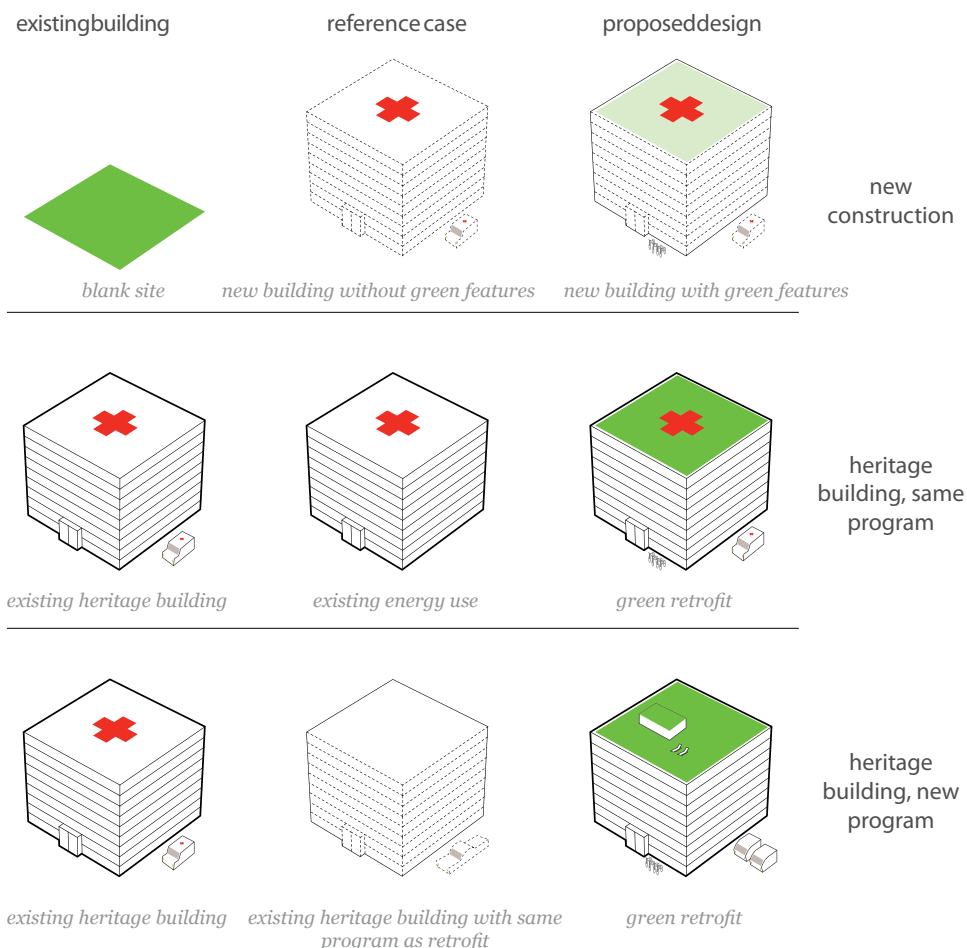 existingbuilding
reference case
proposeddesign
new
construction
blank site
new building without green features
new building with green features
heritage
building, same
program
existing heritage building
existing energy use
green retrofit
heritage
building, new
program
existing heritage building
existing heritage building with same
program as retrofit
green retrofit